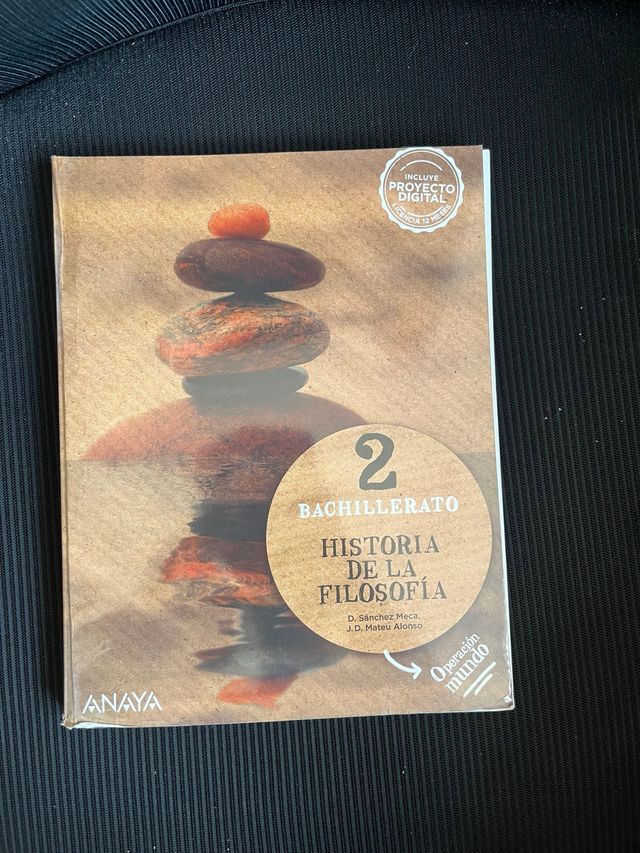 INCLUYE
PROYECTO
DIGITAL
LICENCIA 12 MESES
2
BACHILLERATO
HISTORIA
DE LA
FILOSOFÍA
D. Sánchez Meca,
J. D. Mateu Alonso
Operación
mundo
ANAYA